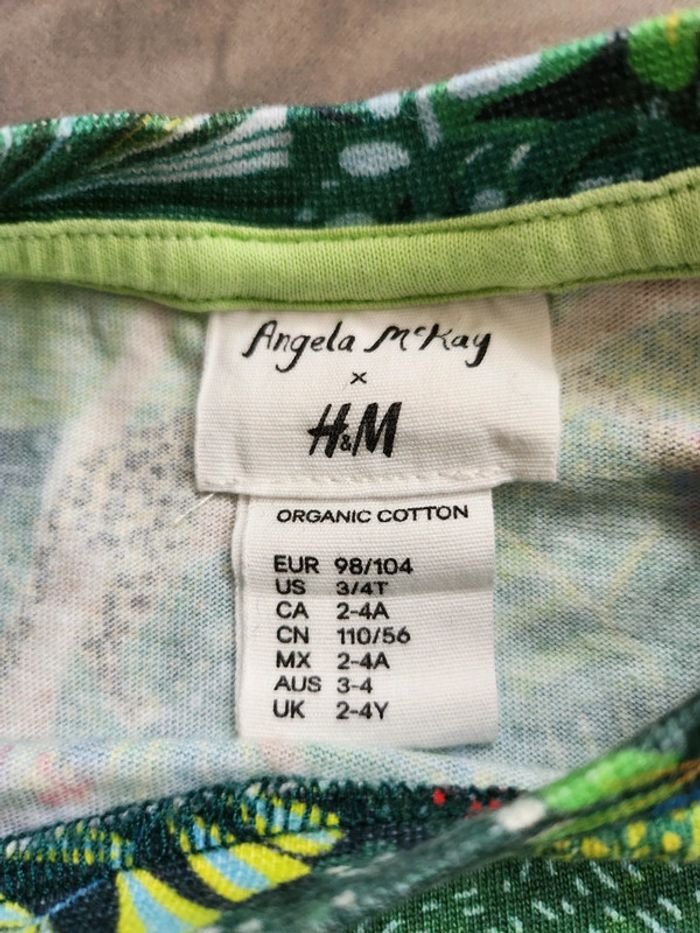 Angela McKay
x
H&M
ORGANIC COTTON
EUR 98/104
US 3/4T
CA 2-4A
CN 110/56
MX 2-4A
AUS 3-4
UK 2-4Y